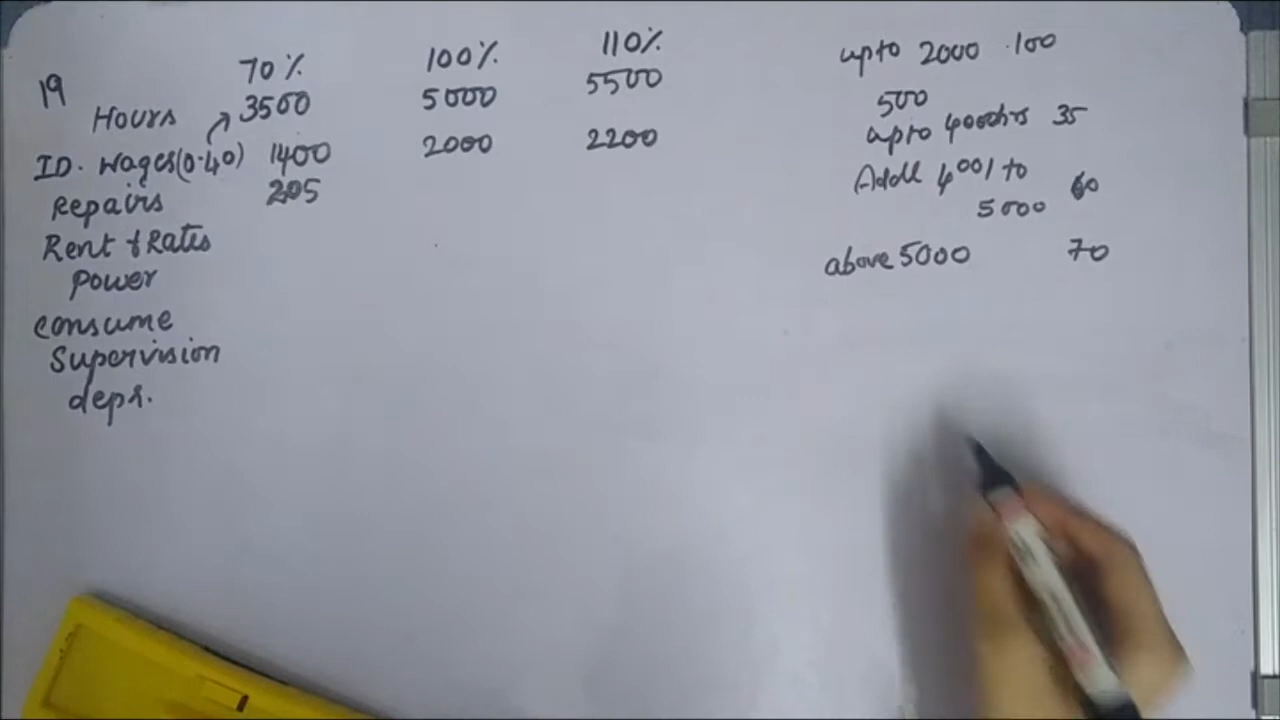 19 70% 100% 110%
Hours 3500 5000 5500
ID. Wages(0.40) 1400 2000 2200
Repairs 205
Rent & Rates
Power
Consume
Supervision
depr.
upto 2000 100
500
upto 4000hrs 35
Addl 4001 to
5000 60
above 5000 70